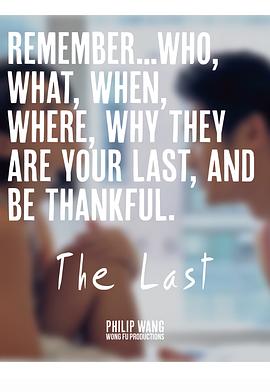 REMEMBER...WHO,
WHAT, WHEN,
WHERE, WHY THEY
ARE YOUR LAST, AND
BE THANKFUL.
The Last
PHILIP WANG
WONG FU PRODUCTIONS